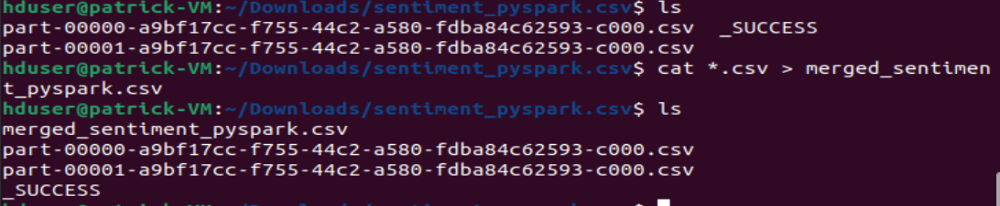 hduser@patrick-VM:~/Downloads/sentiment_pyspark.csv$ ls
part-00000-a9bf17cc-f755-44c2-a580-fdba84c62593-c000.csv  _SUCCESS
part-00001-a9bf17cc-f755-44c2-a580-fdba84c62593-c000.csv
hduser@patrick-VM:~/Downloads/sentiment_pyspark.csv$ cat *.csv > merged_sentimen
t_pyspark.csv
hduser@patrick-VM:~/Downloads/sentiment_pyspark.csv$ ls
merged_sentiment_pyspark.csv
part-00000-a9bf17cc-f755-44c2-a580-fdba84c62593-c000.csv
part-00001-a9bf17cc-f755-44c2-a580-fdba84c62593-c000.csv
_SUCCESS